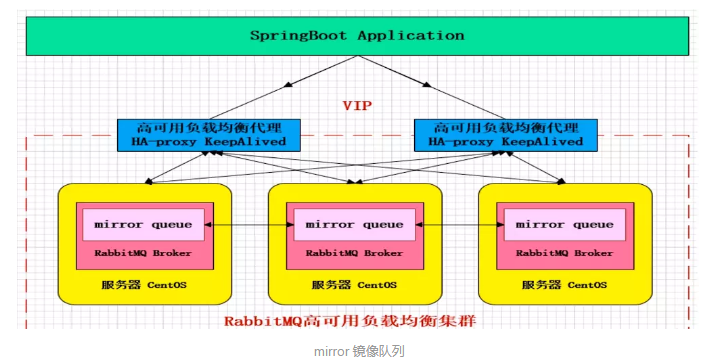 SpringBoot Application
VIP
高可用负载均衡代理
HA-proxy KeepAlived
高可用负载均衡代理
HA-proxy KeepAlived
mirror queue
RabbitMQ Broker
服务器 CentOS
mirror queue
RabbitMQ Broker
服务器 CentOS
mirror queue
RabbitMQ Broker
服务器 CentOS
RabbitMQ高可用负载均衡集群
mirror 镜像队列